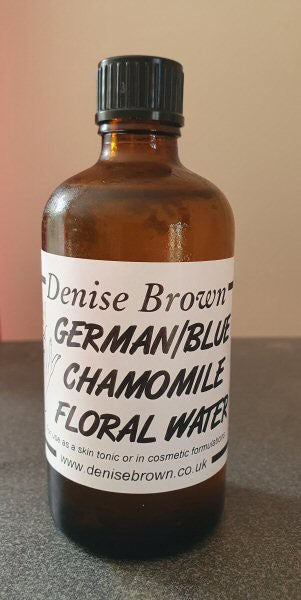 Denise Brown
GERMAN/BLUE
CHAMOMILE
FLORAL WATER
use as a skin tonic or in cosmetic formulations
www.denisebrown.co.uk